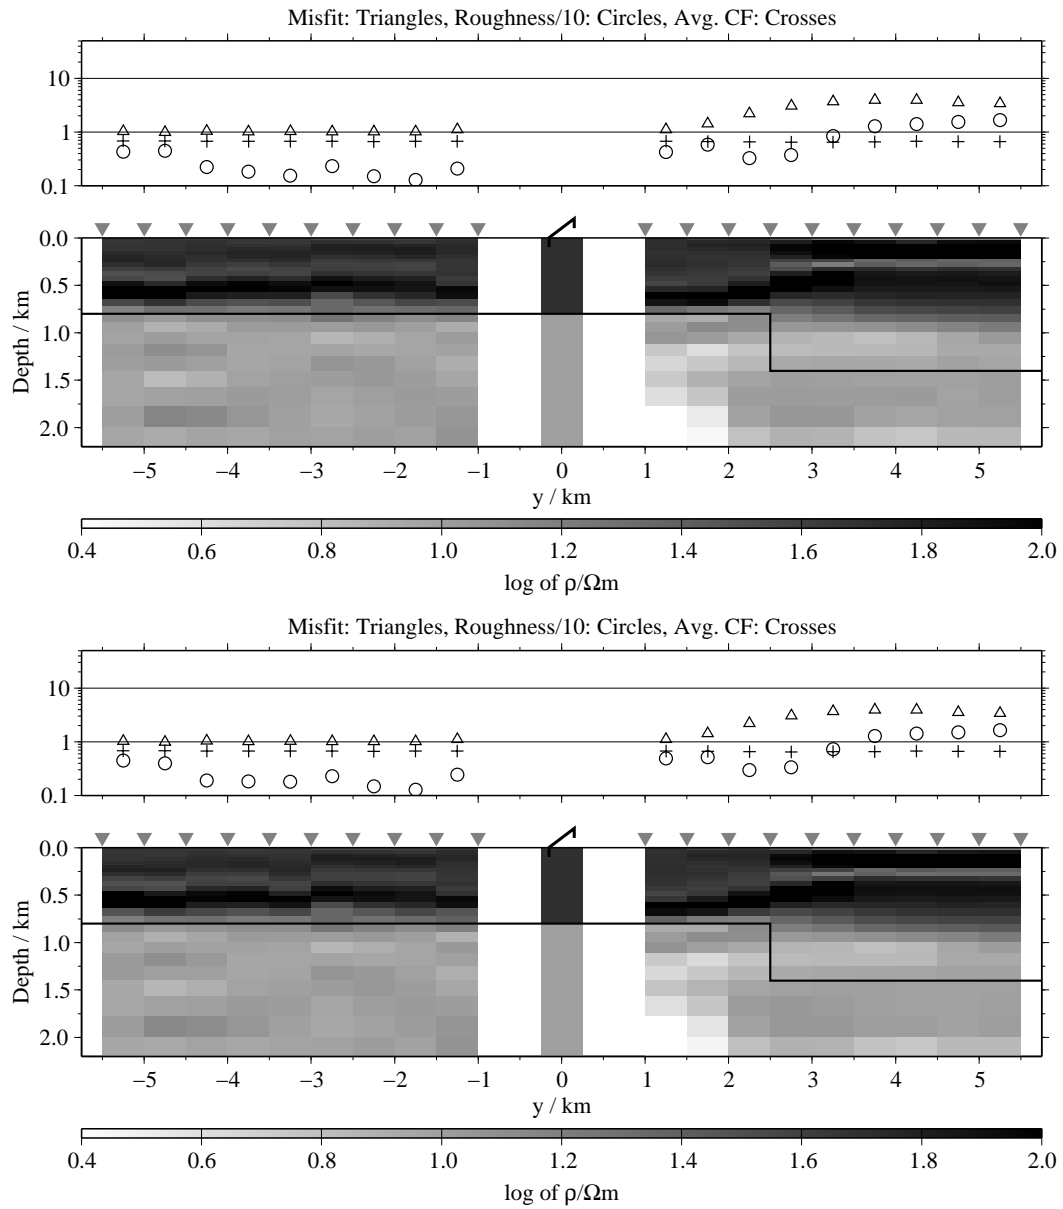 Misfit: Triangles, Roughness/10: Circles, Avg. CF: Crosses
10
1
0.1
0.0
0.5
1.0
1.5
2.0
Depth / km
−5 −4 −3 −2 −1 0 1 2 3 4 5
y / km
0.4 0.6 0.8 1.0 1.2 1.4 1.6 1.8 2.0
log of ρ/Ωm
Misfit: Triangles, Roughness/10: Circles, Avg. CF: Crosses
10
1
0.1
0.0
0.5
1.0
1.5
2.0
Depth / km
−5 −4 −3 −2 −1 0 1 2 3 4 5
y / km
0.4 0.6 0.8 1.0 1.2 1.4 1.6 1.8 2.0
log of ρ/Ωm